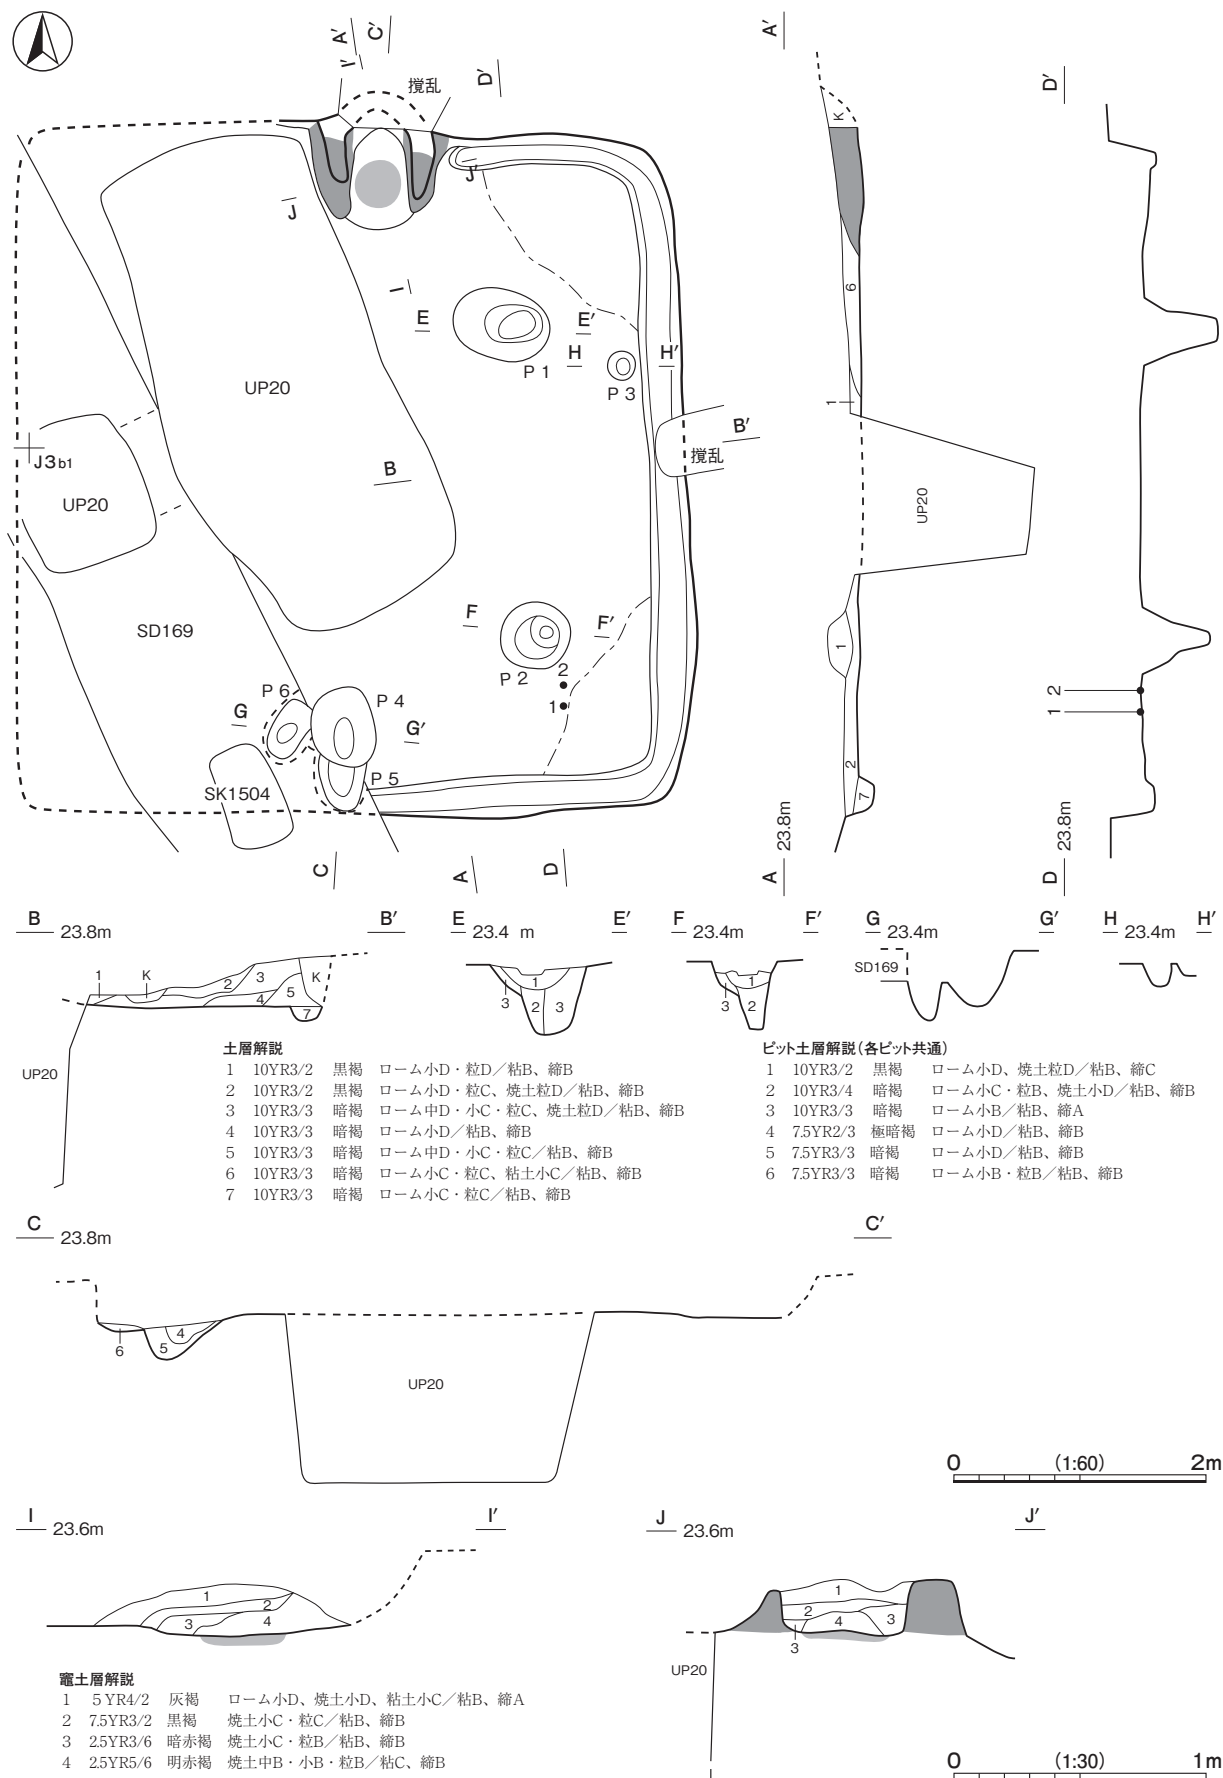 A′
C′
I′
撹乱
D′
J
J′
I
E
E′
P 1
H
H′
P 3
UP20
B
B′
撹乱
J3b1
UP20
SD169
F
F′
P 2
2
1
P 6
P 4
G
G′
P 5
SK1504
C
A
D
A′
K
6
1
UP20
1
2
7
A 23.8m
D′
2
1
D 23.8m
B 23.8m B′
1 K 2 3 K
4 5
7
UP20
E 23.4 m E′
1
3 2 3
F 23.4m F′
1
3 2
G 23.4m G′
SD169
H 23.4m H′
土層解説
1 10YR3/2 黒褐 ローム小D・粒D／粘B、締B
2 10YR3/2 黒褐 ローム小D・粒C、焼土粒D／粘B、締B
3 10YR3/3 暗褐 ローム中D・小C・粒C、焼土粒D／粘B、締B
4 10YR3/3 暗褐 ローム小D／粘B、締B
5 10YR3/3 暗褐 ローム中D・小C・粒C／粘B、締B
6 10YR3/3 暗褐 ローム小C・粒C、粘土小C／粘B、締B
7 10YR3/3 暗褐 ローム小C・粒C／粘B、締B
ピット土層解説（各ピット共通）
1 10YR3/2 黒褐 ローム小D、焼土粒D／粘B、締C
2 10YR3/4 暗褐 ローム小C・粒B、焼土小D／粘B、締B
3 10YR3/3 暗褐 ローム小B／粘B、締A
4 7.5YR2/3 極暗褐 ローム小D／粘B、締B
5 7.5YR3/3 暗褐 ローム小D／粘B、締B
6 7.5YR3/3 暗褐 ローム小B・粒B／粘B、締B
C 23.8m C′
4
6 5
UP20
0 (1:60) 2m
I 23.6m I′
1
2
3 4
J 23.6m J′
1
2 4 3
3
UP20
竈土層解説
1 5YR4/2 灰褐 ローム小D、焼土小D、粘土小C／粘B、締A
2 7.5YR3/2 黒褐 焼土小C・粒C／粘B、締B
3 2.5YR3/6 暗赤褐 焼土小C・粒B／粘B、締B
4 2.5YR5/6 明赤褐 焼土中B・小B・粒B／粘C、締B
0 (1:30) 1m